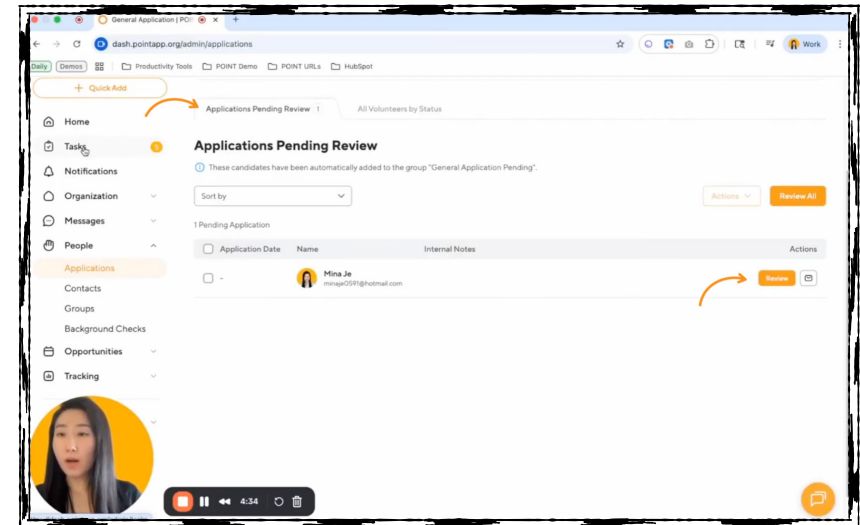 General Application | POI
dash.pointapp.org/admin/applications
Work
Daily
Demos
Productivity Tools
POINT Demo
POINT URLs
HubSpot
+ Quick Add
Applications Pending Review 1
All Volunteers by Status
Home
Tasks
Notifications
Organization
Messages
People
Applications
Contacts
Groups
Background Checks
Opportunities
Tracking
Applications Pending Review
These candidates have been automatically added to the group "General Application Pending".
Sort by
Actions
Review All
1 Pending Application
Application Date Name Internal Notes Actions
-
Mina Je
minaje0591@hotmail.com
Review
4:34